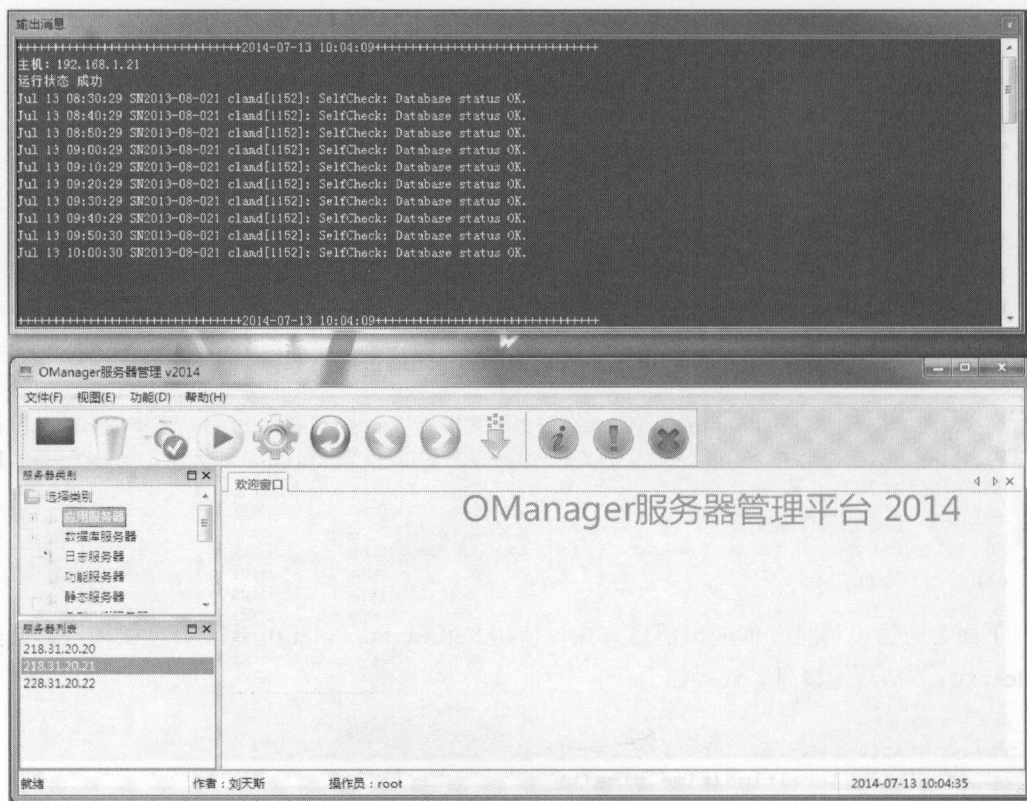 输出消息
++++++++++++++++++++++++++++++2014-07-13 10:04:09++++++++++++++++++++++++++++++
主机: 192.168.1.21
运行状态 成功
Jul 13 08:30:29 SN2013-08-021 clamd[1152]: SelfCheck: Database status OK.
Jul 13 08:40:29 SN2013-08-021 clamd[1152]: SelfCheck: Database status OK.
Jul 13 08:50:29 SN2013-08-021 clamd[1152]: SelfCheck: Database status OK.
Jul 13 09:00:29 SN2013-08-021 clamd[1152]: SelfCheck: Database status OK.
Jul 13 09:10:29 SN2013-08-021 clamd[1152]: SelfCheck: Database status OK.
Jul 13 09:20:29 SN2013-08-021 clamd[1152]: SelfCheck: Database status OK.
Jul 13 09:30:29 SN2013-08-021 clamd[1152]: SelfCheck: Database status OK.
Jul 13 09:40:29 SN2013-08-021 clamd[1152]: SelfCheck: Database status OK.
Jul 13 09:50:30 SN2013-08-021 clamd[1152]: SelfCheck: Database status OK.
Jul 13 10:00:30 SN2013-08-021 clamd[1152]: SelfCheck: Database status OK.
++++++++++++++++++++++++++++++2014-07-13 10:04:09++++++++++++++++++++++++++++++
OManager服务器管理 v2014
文件(F) 视图(E) 功能(D) 帮助(H)
服务器类别
选择类别
应用服务器
数据库服务器
日志服务器
功能服务器
静态服务器
欢迎窗口
OManager服务器管理平台 2014
服务器列表
218.31.20.20
218.31.20.21
228.31.20.22
就绪 作者：刘天斯 操作员：root 2014-07-13 10:04:35